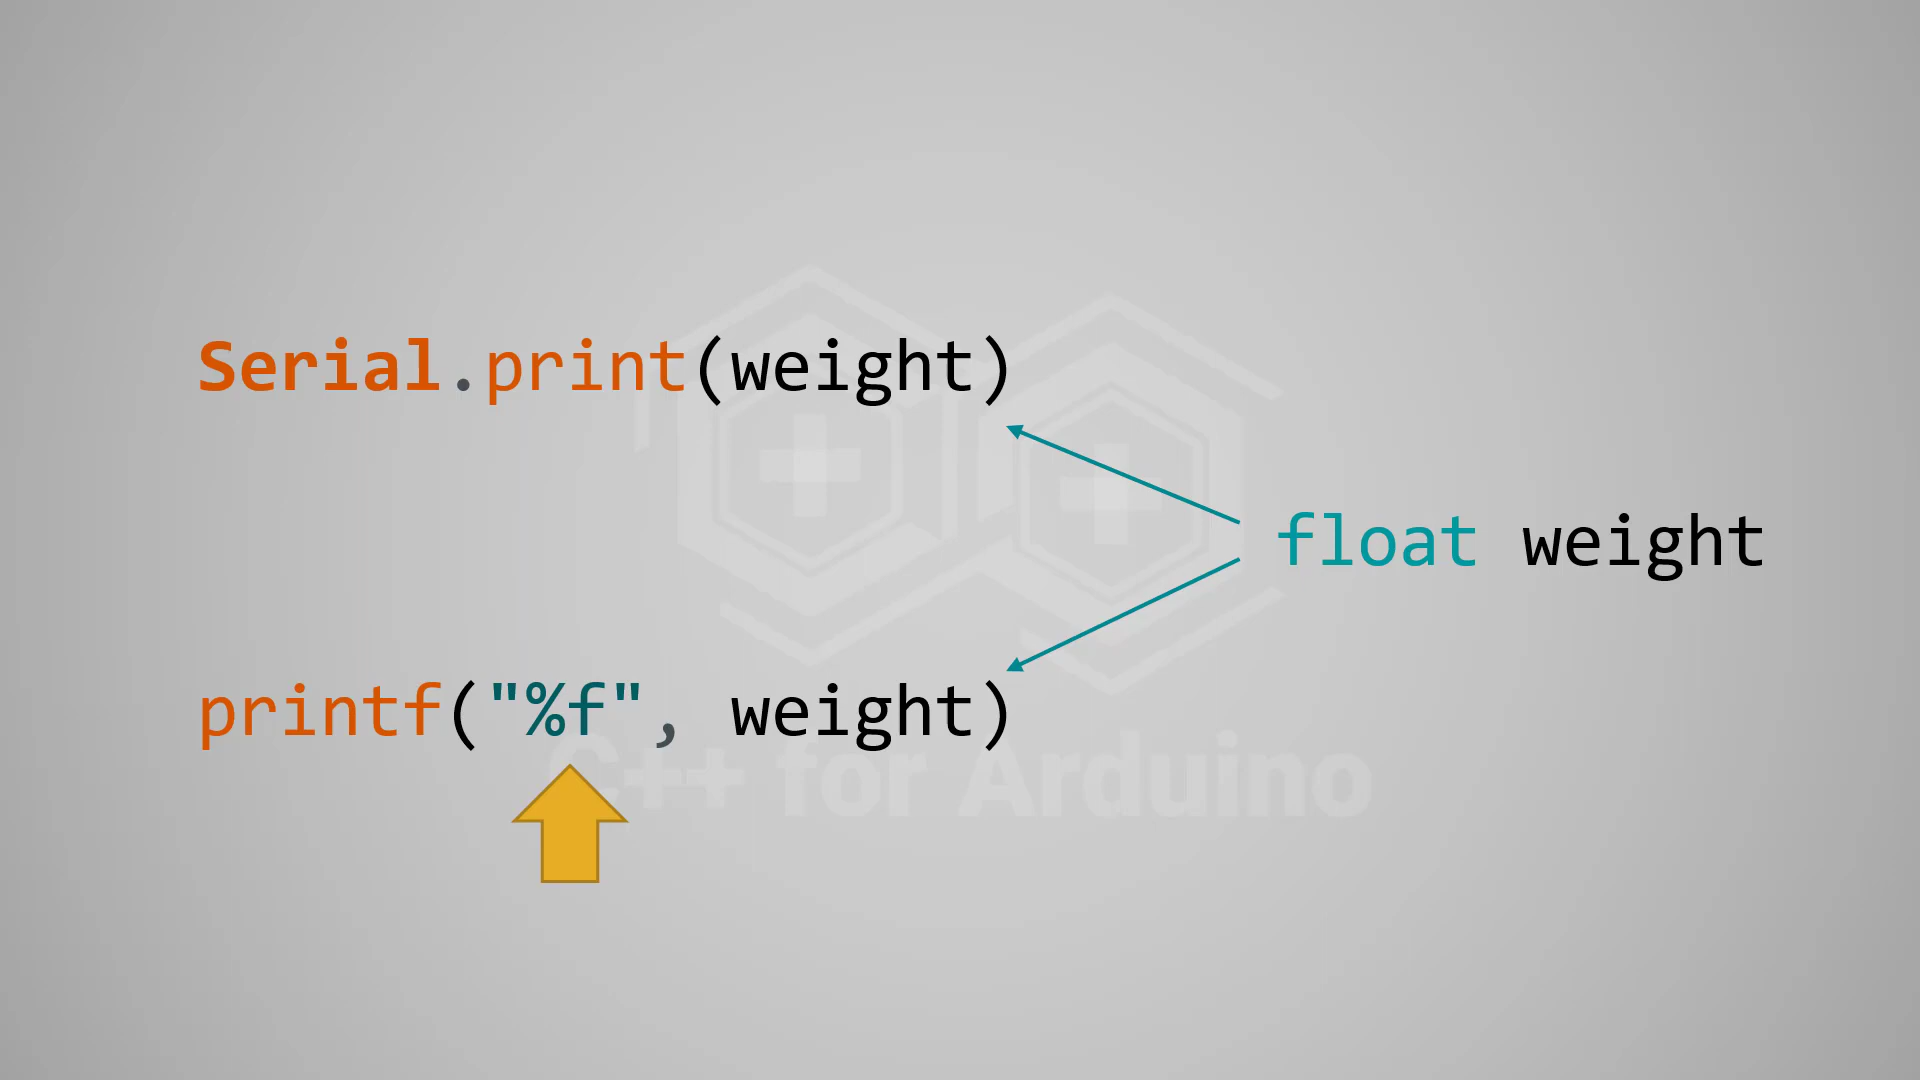 Serial.print(weight)
float weight
printf("%f", weight)
C++ for Arduino